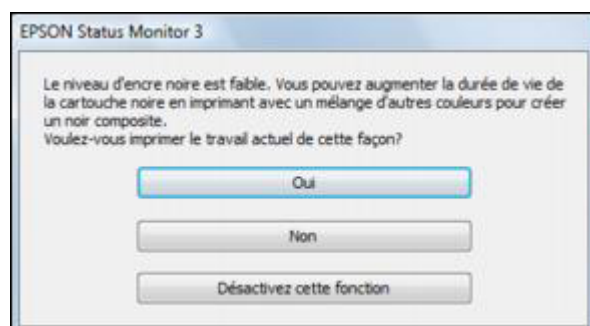 EPSON Status Monitor 3
Le niveau d'encre noire est faible. Vous pouvez augmenter la durée de vie de
la cartouche noire en imprimant avec un mélange d'autres couleurs pour créer
un noir composite.
Voulez-vous imprimer le travail actuel de cette façon?
Oui
Non
Désactivez cette fonction